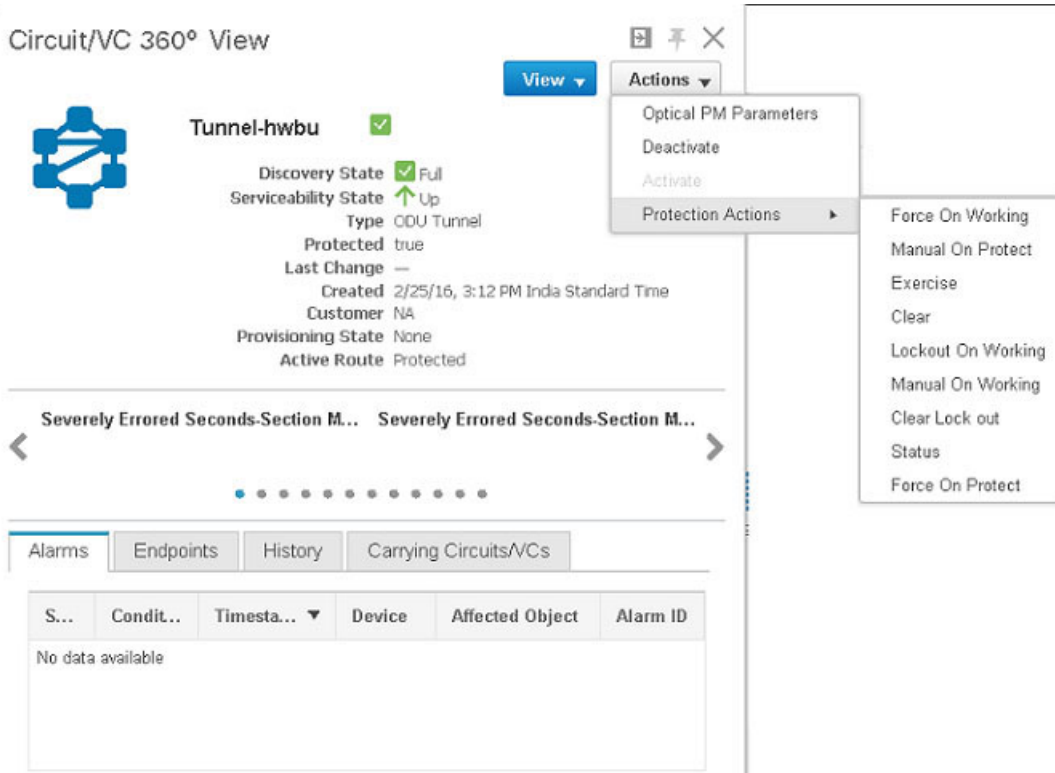 Circuit/VC 360° View
View
Actions
Optical PM Parameters
Deactivate
Activate
Protection Actions
Force On Working
Manual On Protect
Exercise
Clear
Lockout On Working
Manual On Working
Clear Lock out
Status
Force On Protect
Tunnel-hwbu
Discovery State Full
Serviceability State Up
Type ODU Tunnel
Protected true
Last Change —
Created 2/25/16, 3:12 PM India Standard Time
Customer NA
Provisioning State None
Active Route Protected
Severely Errored Seconds-Section M... Severely Errored Seconds-Section M...
Alarms Endpoints History Carrying Circuits/VCs
S... Condit... Timesta... Device Affected Object Alarm ID
No data available